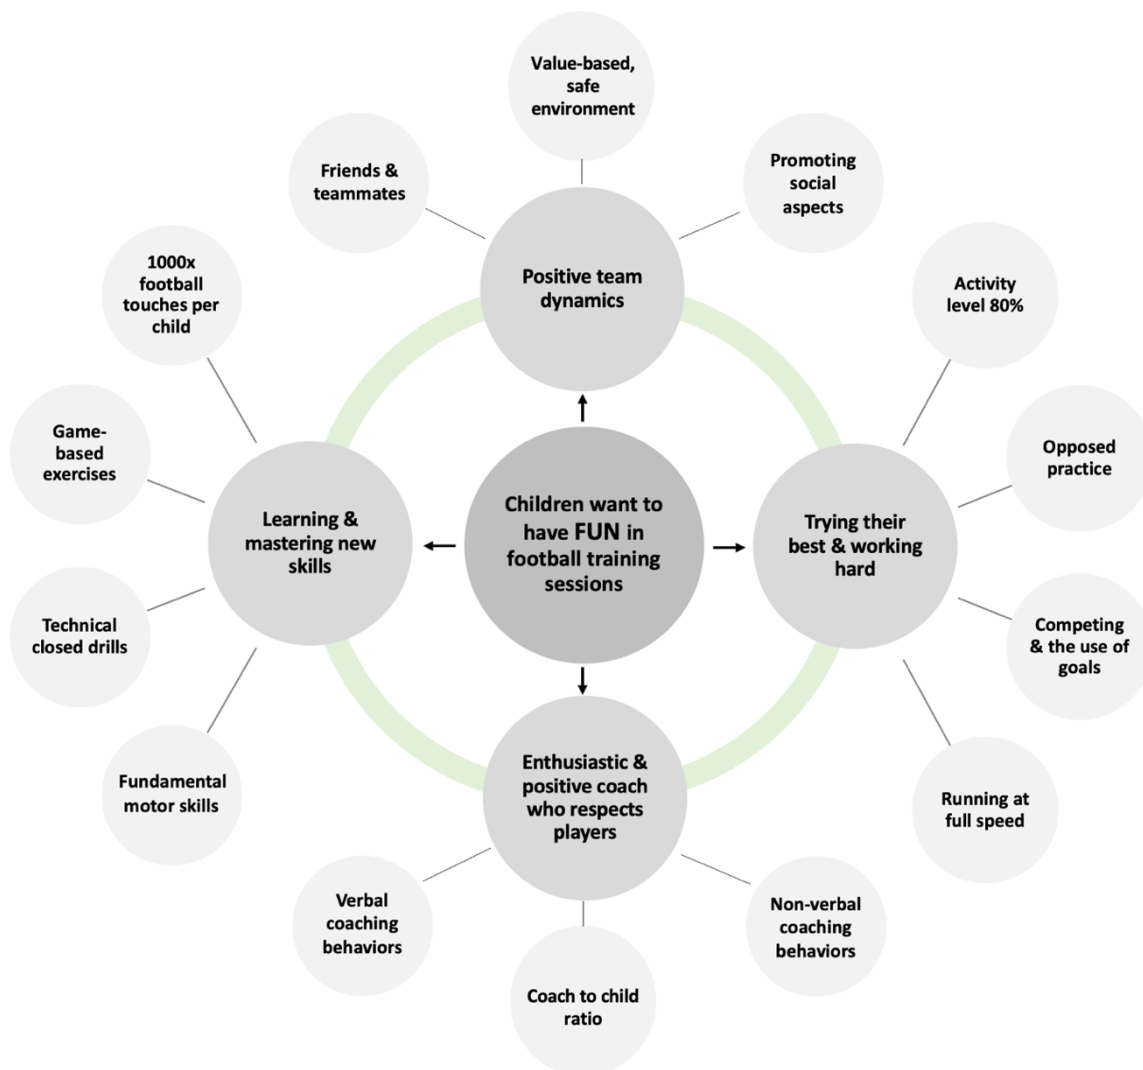 Value-based,
safe
environment
Friends &
teammates
Promoting
social
aspects
Positive team
dynamics
1000x
football
touches per
child
Activity
level 80%
Game-
based
exercises
Opposed
practice
Learning &
mastering new
skills
Children want to
have FUN in
football training
sessions
Trying their
best & working
hard
Technical
closed drills
Competing
& the use of
goals
Fundamental
motor skills
Enthusiastic &
positive coach
who respects
players
Running at
full speed
Verbal
coaching
behaviors
Coach to child
ratio
Non-verbal
coaching
behaviors